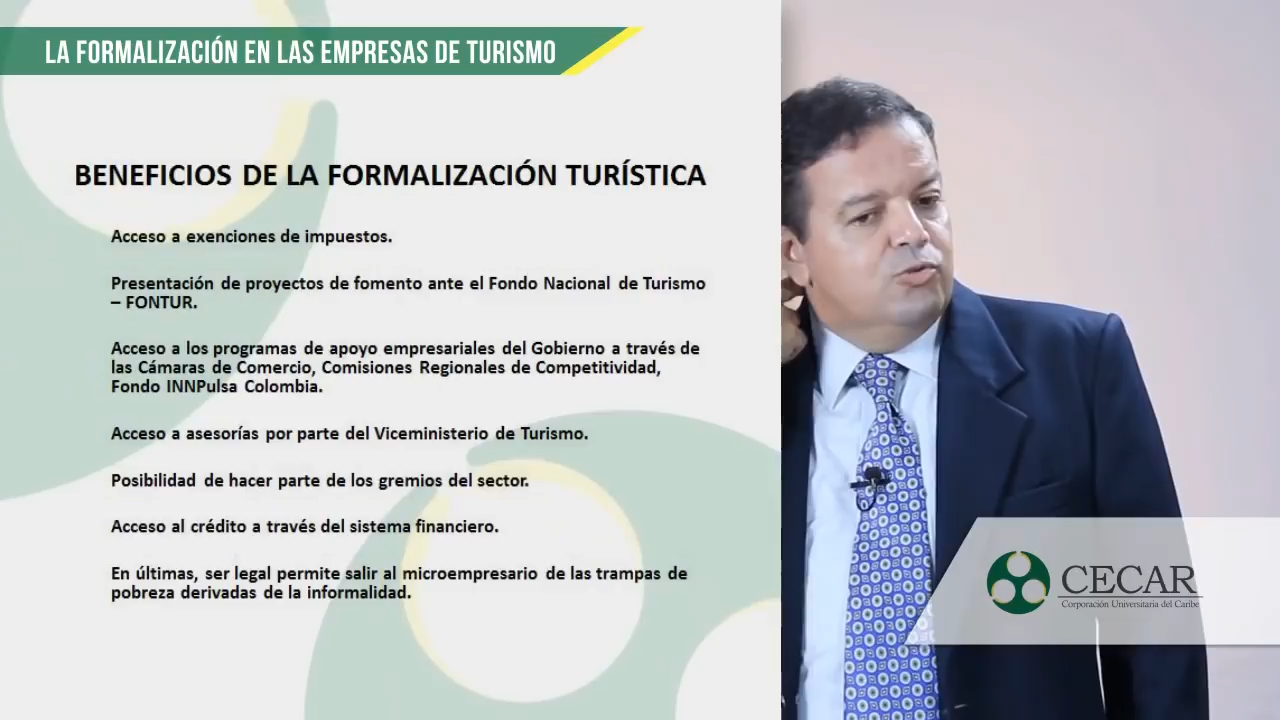 LA FORMALIZACIÓN EN LAS EMPRESAS DE TURISMO
BENEFICIOS DE LA FORMALIZACIÓN TURÍSTICA
Acceso a exenciones de impuestos.
Presentación de proyectos de fomento ante el Fondo Nacional de Turismo
– FONTUR.
Acceso a los programas de apoyo empresariales del Gobierno a través de
las Cámaras de Comercio, Comisiones Regionales de Competitividad,
Fondo INNPulsa Colombia.
Acceso a asesorías por parte del Viceministerio de Turismo.
Posibilidad de hacer parte de los gremios del sector.
Acceso al crédito a través del sistema financiero.
En últimas, ser legal permite salir al microempresario de las trampas de
pobreza derivadas de la informalidad.
CECAR
Corporación Universitaria del Caribe